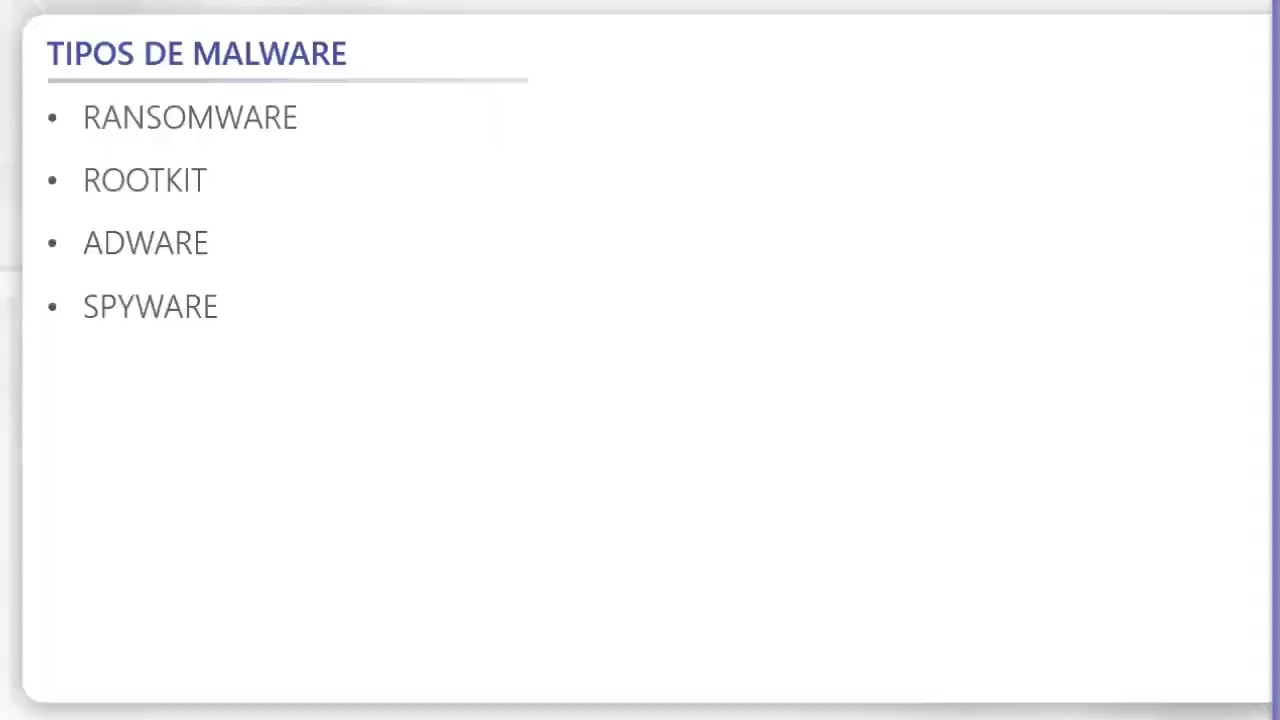 TIPOS DE MALWARE
• RANSOMWARE
• ROOTKIT
• ADWARE
• SPYWARE